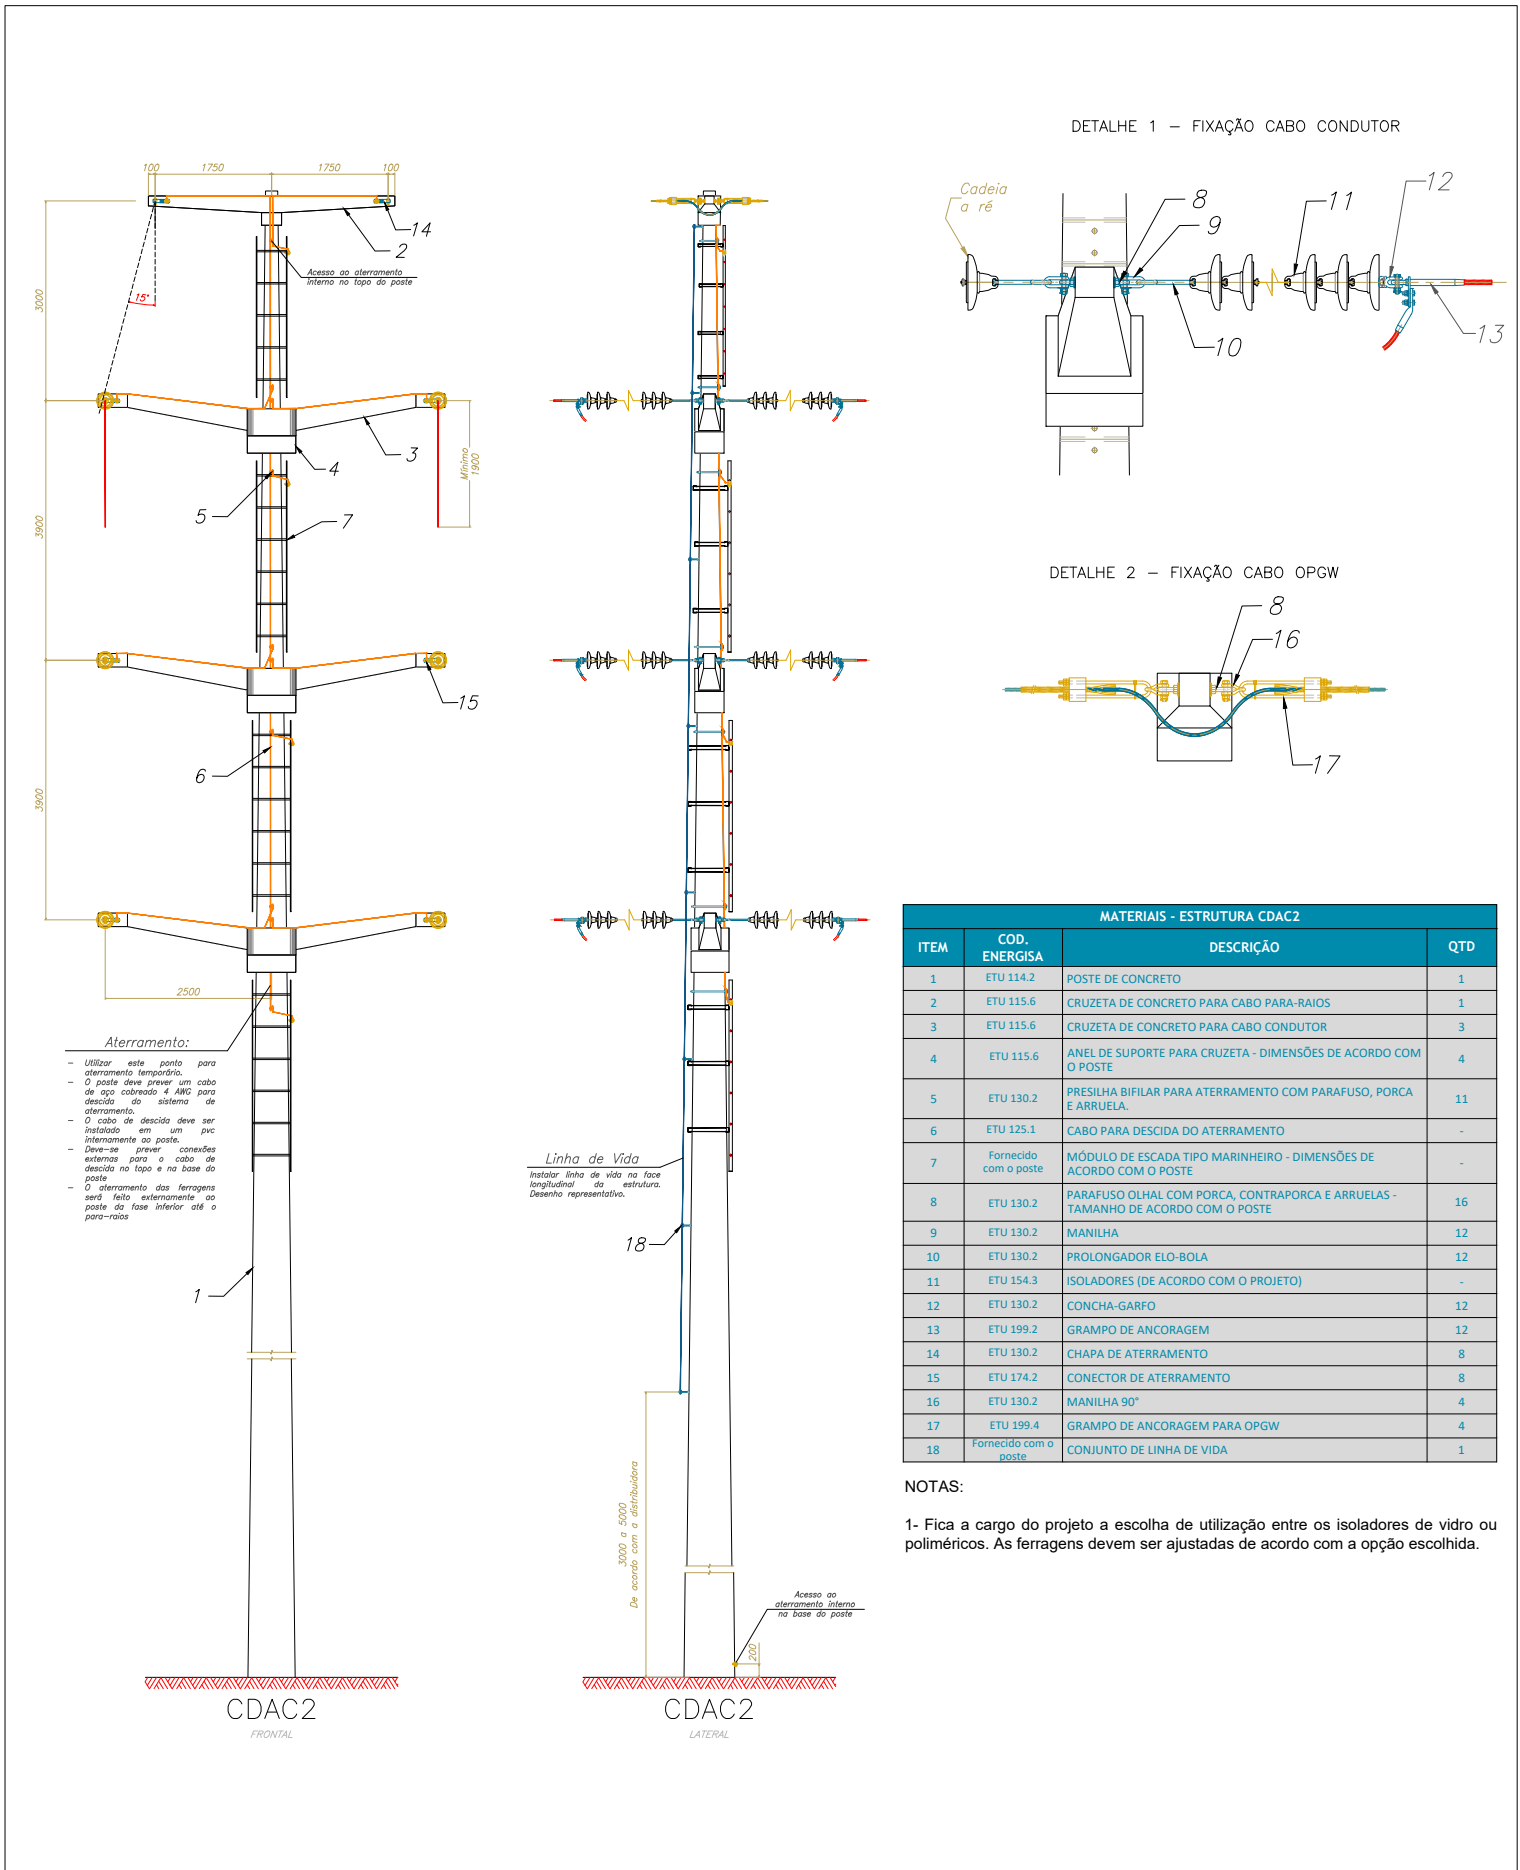 DETALHE 1 – FIXAÇÃO CABO CONDUTOR
100
1750
1750
100
14
2
Acesso ao aterramento
interno no topo do poste
15°
3000
3
4
Mínimo
1900
5
7
3900
15
6
3900
2500
Aterramento:
– Utilizar este ponto para
aterramento temporário.
– O poste deve prever um cabo
de aço cobreado 4 AWG para
descida do sistema de
aterramento.
– O cabo de descida deve ser
instalado em um pvc
internamente ao poste.
– Deve-se prever conexões
externas para o cabo de
descida no topo e na base do
poste
– O aterramento das ferragens
será feito externamente ao
poste da fase inferior até o
para-raios
1
CDAC2
FRONTAL
Linha de Vida
Instalar linha de vida na face
longitudinal da estrutura.
Desenho representativo.
18
3000 a 5000
De acordo com a distribuidora
Acesso ao
aterramento interno
na base do poste
200
CDAC2
LATERAL
Cadeia
a ré
8
9
11
12
10
13
DETALHE 2 – FIXAÇÃO CABO OPGW
8
16
17
MATERIAIS - ESTRUTURA CDAC2
ITEM COD. ENERGISA DESCRIÇÃO QTD
1 ETU 114.2 POSTE DE CONCRETO 1
2 ETU 115.6 CRUZETA DE CONCRETO PARA CABO PARA-RAIOS 1
3 ETU 115.6 CRUZETA DE CONCRETO PARA CABO CONDUTOR 3
4 ETU 115.6 ANEL DE SUPORTE PARA CRUZETA - DIMENSÕES DE ACORDO COM
O POSTE 4
5 ETU 130.2 PRESILHA BIFILAR PARA ATERRAMENTO COM PARAFUSO, PORCA
E ARRUELA. 11
6 ETU 125.1 CABO PARA DESCIDA DO ATERRAMENTO -
7 Fornecido com o poste MÓDULO DE ESCADA TIPO MARINHEIRO - DIMENSÕES DE
ACORDO COM O POSTE -
8 ETU 130.2 PARAFUSO OLHAL COM PORCA, CONTRAPORCA E ARRUELAS -
TAMANHO DE ACORDO COM O POSTE 16
9 ETU 130.2 MANILHA 12
10 ETU 130.2 PROLONGADOR ELO-BOLA 12
11 ETU 154.3 ISOLADORES (DE ACORDO COM O PROJETO) -
12 ETU 130.2 CONCHA-GARFO 12
13 ETU 199.2 GRAMPO DE ANCORAGEM 12
14 ETU 130.2 CHAPA DE ATERRAMENTO 8
15 ETU 174.2 CONECTOR DE ATERRAMENTO 8
16 ETU 130.2 MANILHA 90° 4
17 ETU 199.4 GRAMPO DE ANCORAGEM PARA OPGW 4
18 Fornecido com o poste CONJUNTO DE LINHA DE VIDA 1
NOTAS:
1- Fica a cargo do projeto a escolha de utilização entre os isoladores de vidro ou
poliméricos. As ferragens devem ser ajustadas de acordo com a opção escolhida.